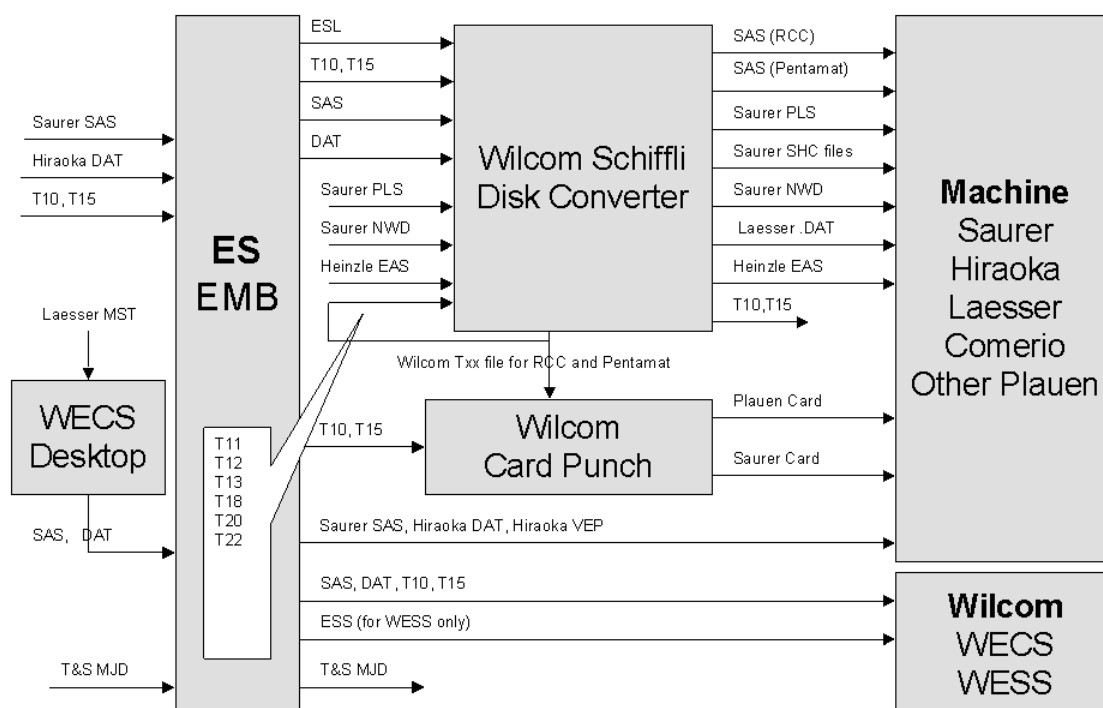 Saurer SAS
Hiraoka DAT
T10, T15
Laesser MST
WECS
Desktop
SAS, DAT
T&S MJD
ES
EMB
T11
T12
T13
T18
T20
T22
ESL
T10, T15
SAS
DAT
Saurer PLS
Saurer NWD
Heinzle EAS
Wilcom Schiffli
Disk Converter
Wilcom Txx file for RCC and Pentamat
T10, T15
Wilcom
Card Punch
Saurer SAS, Hiraoka DAT, Hiraoka VEP
SAS, DAT, T10, T15
ESS (for WESS only)
T&S MJD
SAS (RCC)
SAS (Pentamat)
Saurer PLS
Saurer SHC files
Saurer NWD
Laesser .DAT
Heinzle EAS
T10,T15
Plauen Card
Saurer Card
Machine
Saurer
Hiraoka
Laesser
Comerio
Other Plauen
Wilcom
WECS
WESS